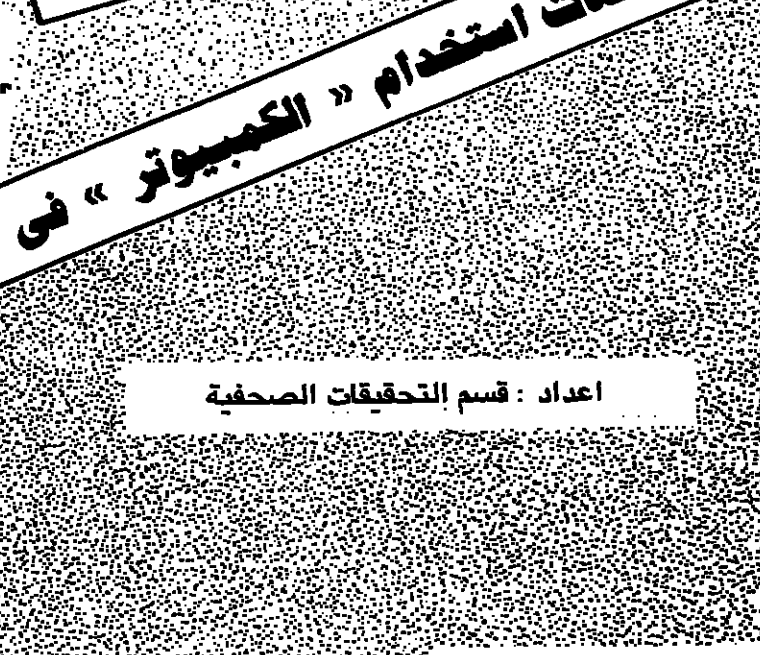 استخدام « الكمبيوتر » فى
اعداد : قسم التحقيقات الصحفية